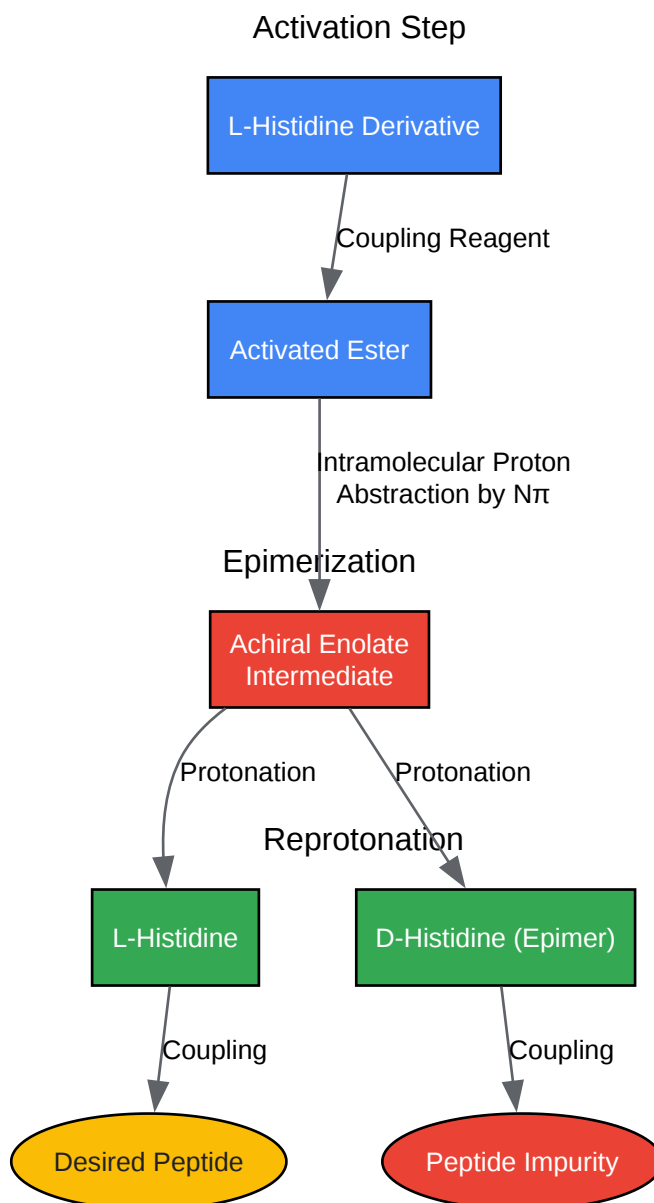 Activation Step
L-Histidine Derivative
Coupling Reagent
Activated Ester
Intramolecular Proton
Abstraction by Nπ
Epimerization
Achiral Enolate
Intermediate
Protonation
Protonation
Reprotonation
L-Histidine
D-Histidine (Epimer)
Coupling
Coupling
Desired Peptide
Peptide Impurity